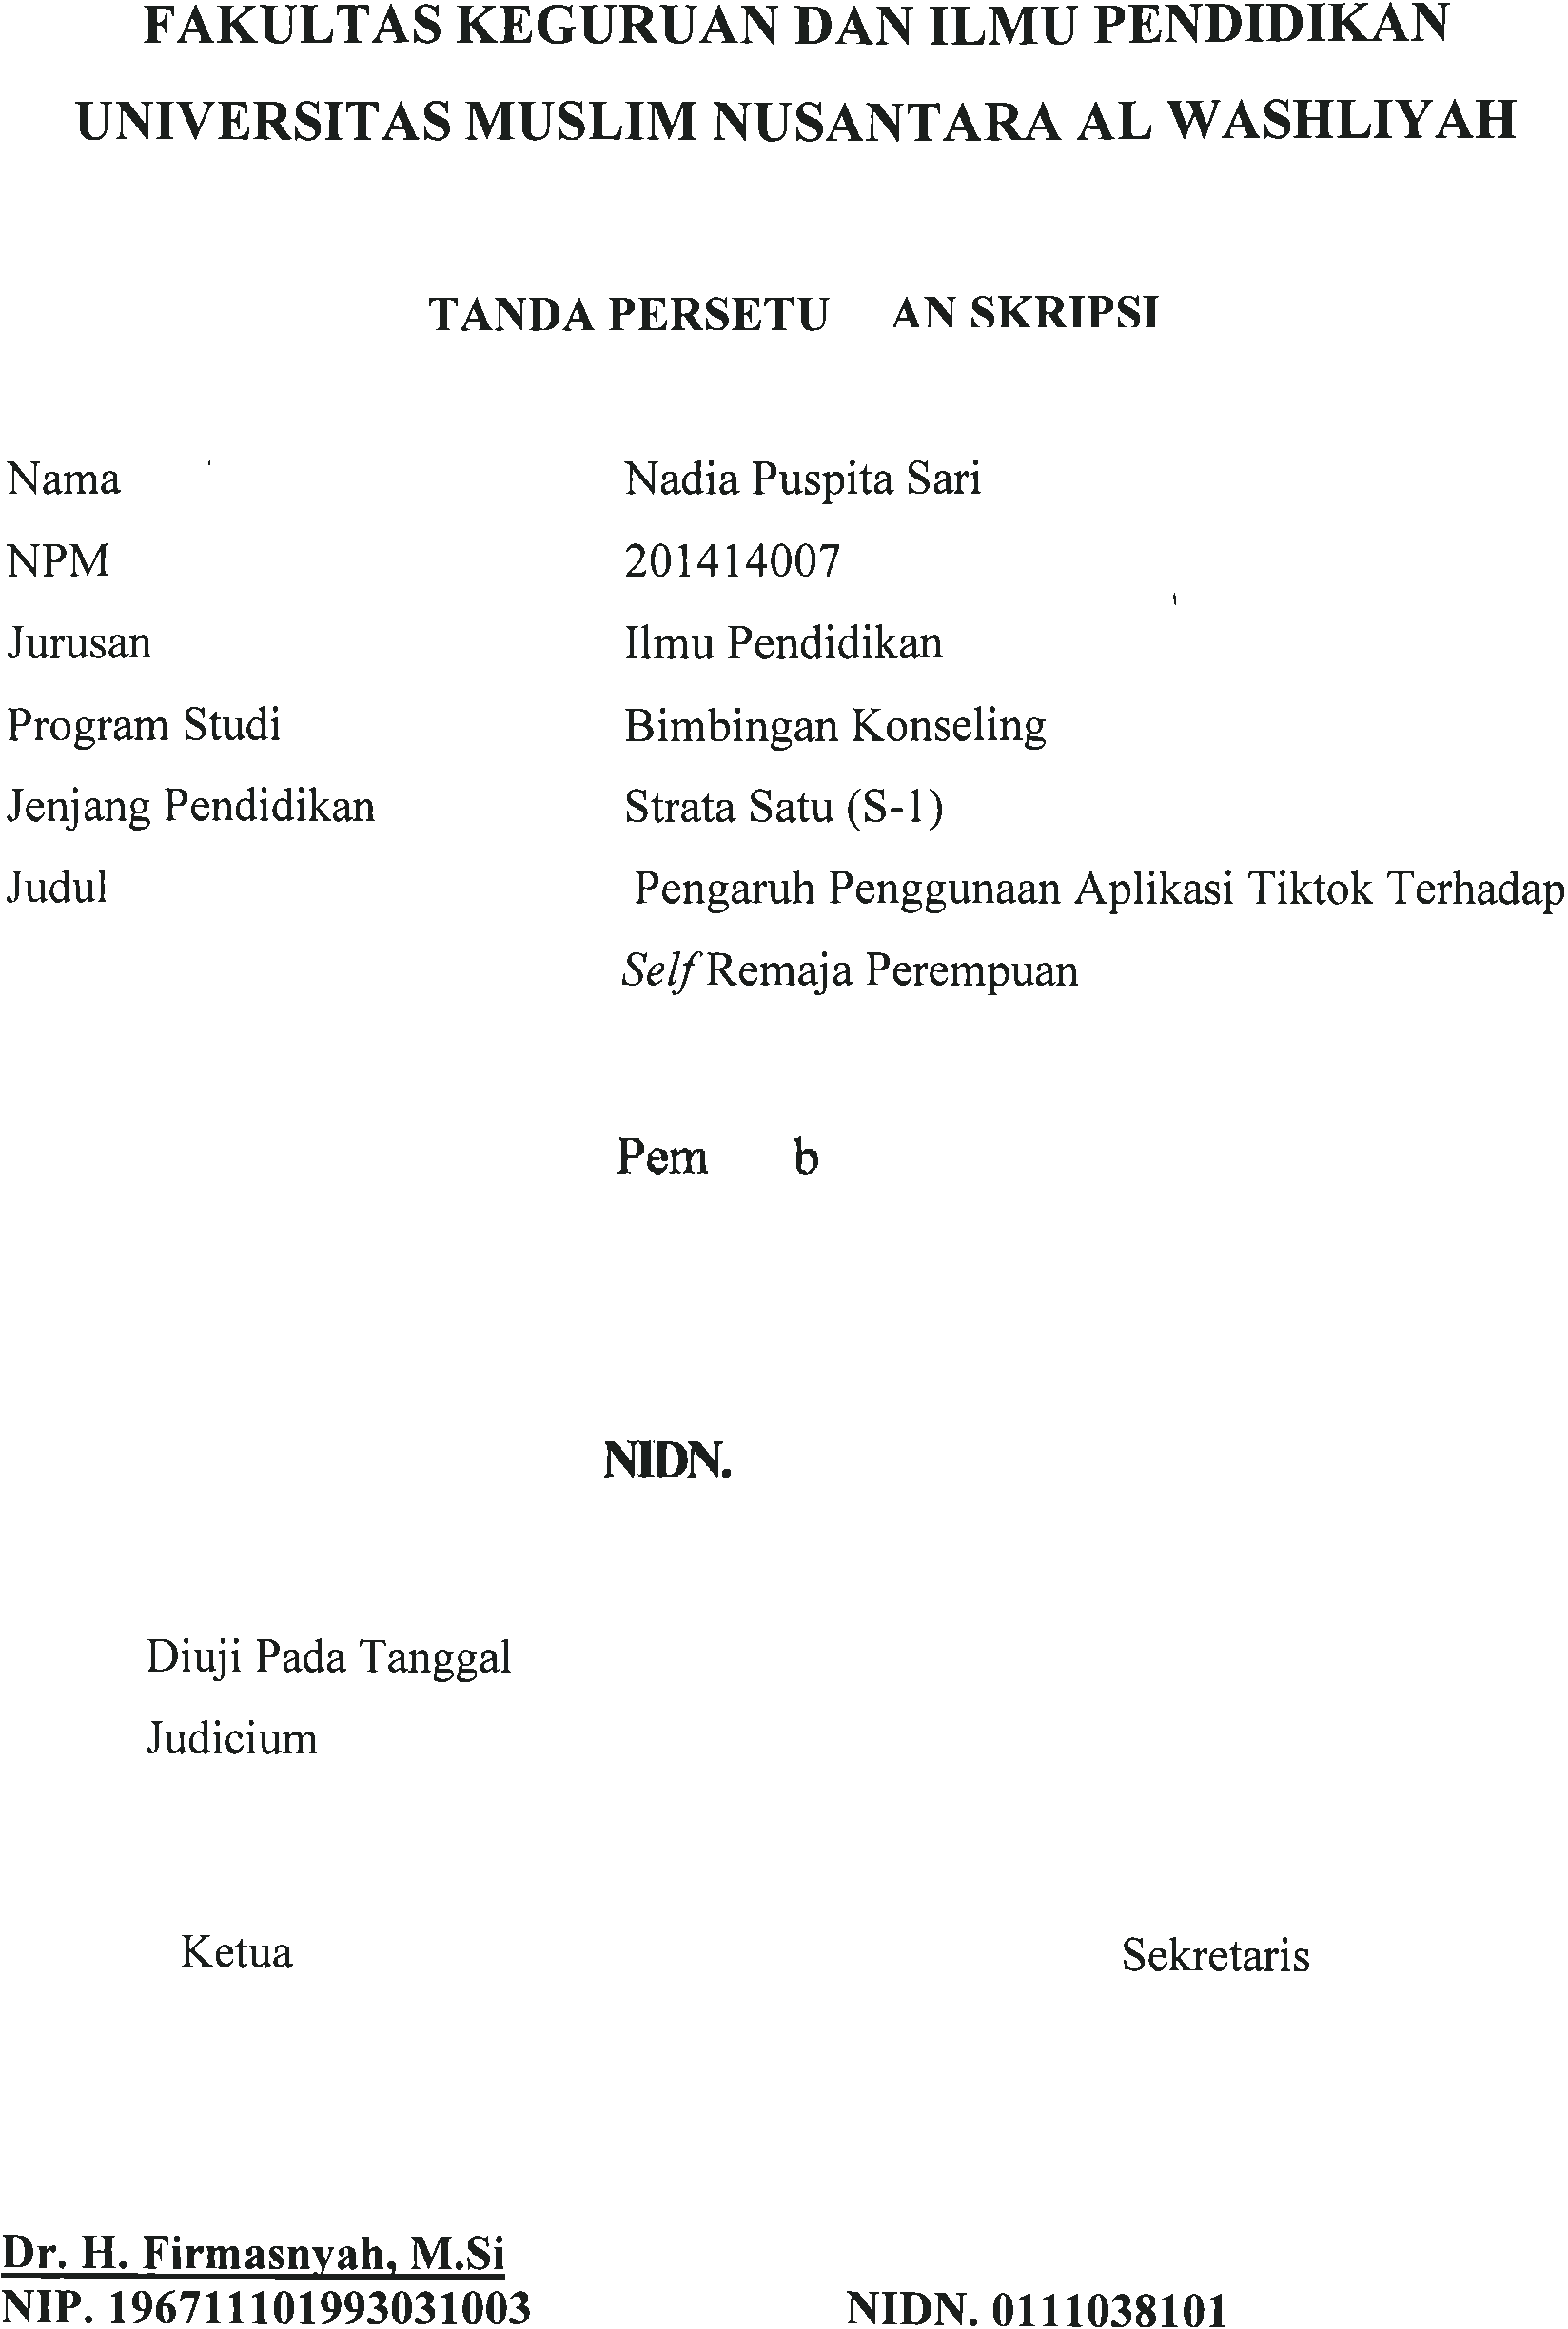 FAKULTAS KEGURUAN DAN ILMU PENDIDIKAN
UNIVERSITAS MUSLIM NUSANTARA AL WASHLIYAH
TANDA PERSETU AN SKRIPSI
Nama Nadia Puspita Sari
NPM 201414007
Jurusan Ilmu Pendidikan
Program Studi Bimbingan Konseling
Jenjang Pendidikan Strata Satu (S-1)
Judul Pengaruh Penggunaan Aplikasi Tiktok Terhadap
Self Remaja Perempuan
Pem b
NIDN.
Diuji Pada Tanggal
Judicium
Ketua Sekretaris
Dr. H. Firmasnyah, M.Si
NIP. 196711101993031003 NIDN. 0111038101